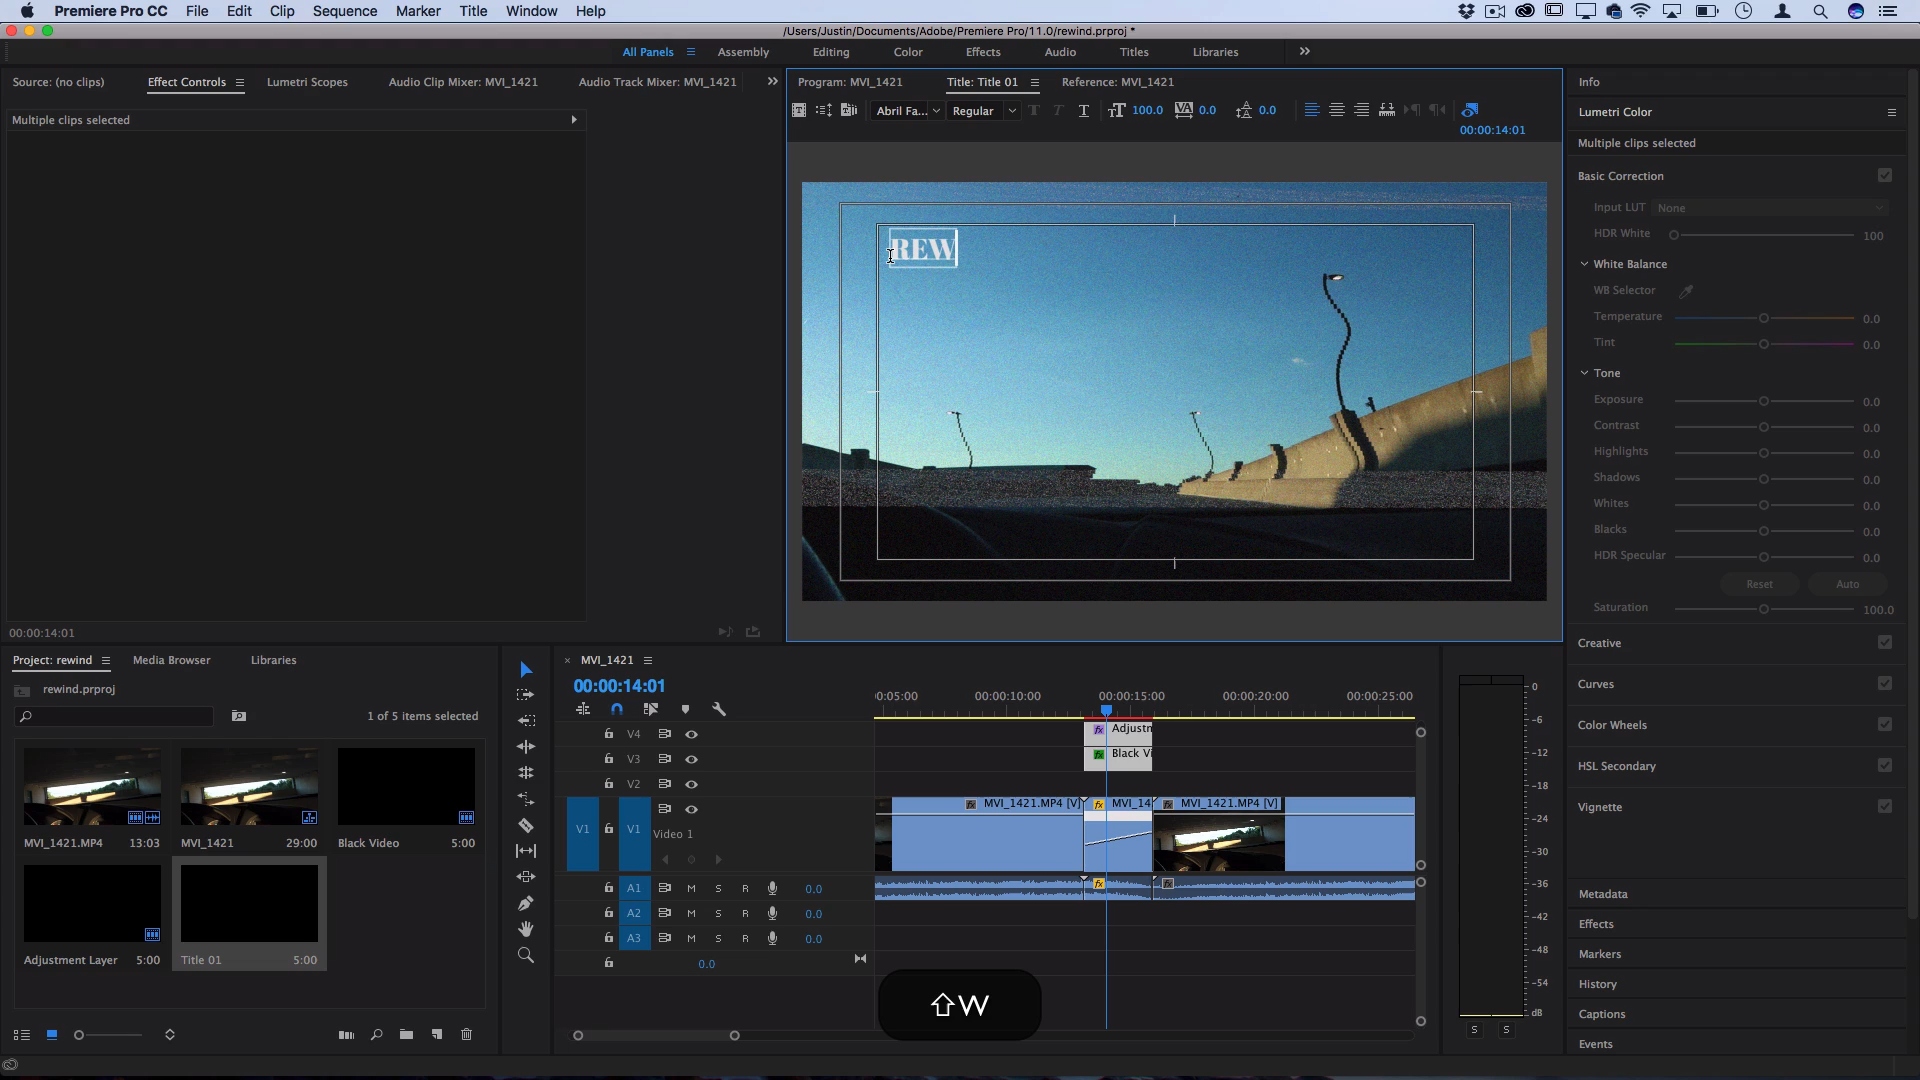 Premiere Pro CC File Edit Clip Sequence Marker Title Window Help
/Users/Justin/Documents/Adobe/Premiere Pro/11.0/rewind.prproj *
All Panels Assembly Editing Color Effects Audio Titles Libraries
Source: (no clips) Effect Controls Lumetri Scopes Audio Clip Mixer: MVI_1421 Audio Track Mixer: MVI_1421
Multiple clips selected
00:00:14:01
Program: MVI_1421 Title: Title 01 Reference: MVI_1421
Abril Fa... Regular T T T 100.0 VA 0.0 0.0
00:00:14:01
REW
Info
Lumetri Color
Multiple clips selected
Basic Correction
Input LUT None
HDR White 100
White Balance
WB Selector
Temperature 0.0
Tint 0.0
Tone
Exposure 0.0
Contrast 0.0
Highlights 0.0
Shadows 0.0
Whites 0.0
Blacks 0.0
HDR Specular 0.0
Reset Auto
Saturation 100.0
Creative
Curves
Color Wheels
HSL Secondary
Vignette
Metadata
Effects
Markers
History
Captions
Events
Project: rewind Media Browser Libraries
rewind.prproj
1 of 5 items selected
MVI_1421.MP4 13:03
MVI_1421 29:00
Black Video 5:00
Adjustment Layer 5:00
Title 01 5:00
MVI_1421
00:00:14:01
0:05:00 00:00:10:00 00:00:15:00 00:00:20:00 00:00:25:00
V4 fx Adjustn
V3 fx Black Vi
V2
V1 V1 Video 1 fx MVI_1421.MP4 [V] fx MVI_14 fx MVI_1421.MP4 [V]
A1 M S R 0.0 fx fx
A2 M S R 0.0
A3 M S R 0.0
0.0
0
-6
-12
-18
-24
-30
-36
-42
-48
-54
dB
S S
⇧W